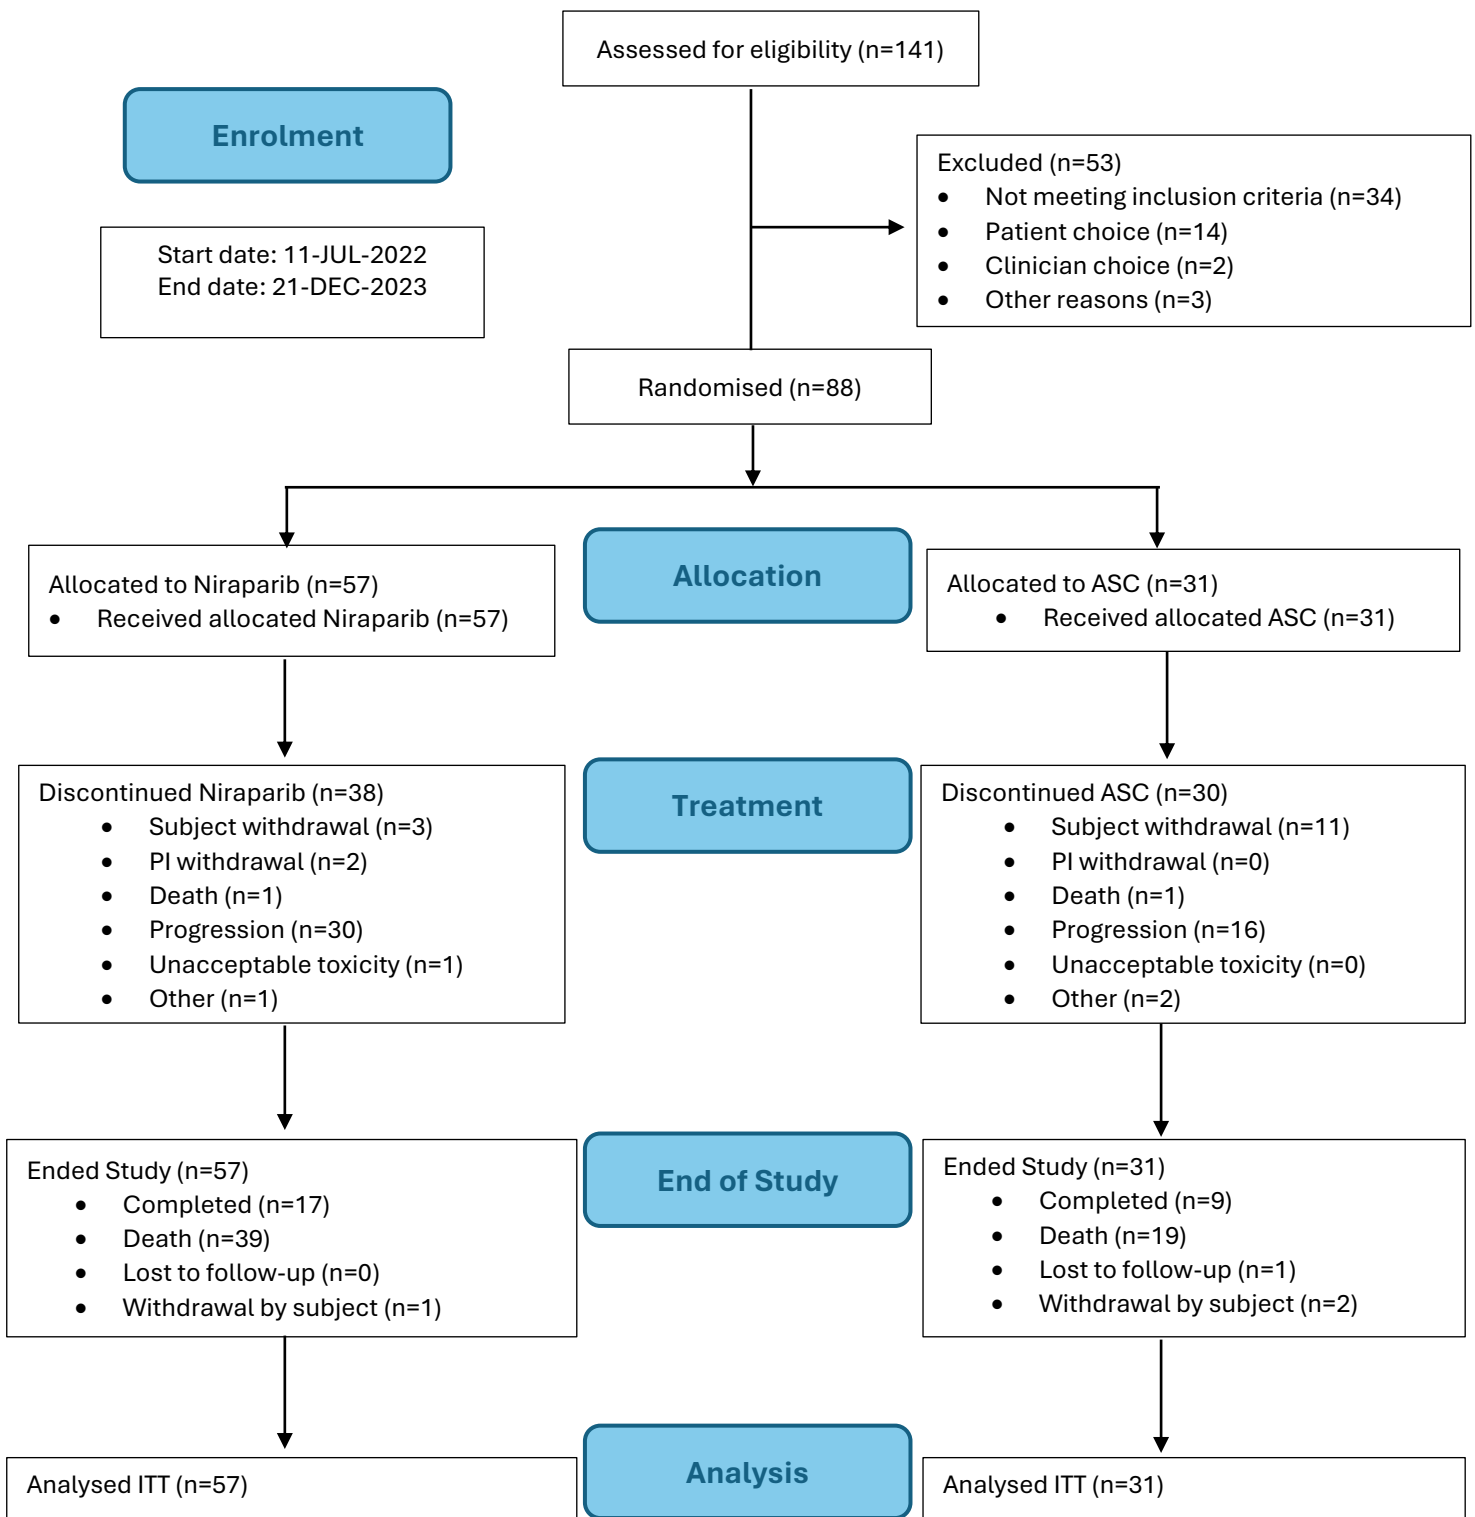 Assessed for eligibility (n=141)
Enrolment
Excluded (n=53)
• Not meeting inclusion criteria (n=34)
• Patient choice (n=14)
• Clinician choice (n=2)
• Other reasons (n=3)
Start date: 11-JUL-2022
End date: 21-DEC-2023
Randomised (n=88)
Allocated to Niraparib (n=57)
• Received allocated Niraparib (n=57)
Allocation
Allocated to ASC (n=31)
• Received allocated ASC (n=31)
Discontinued Niraparib (n=38)
• Subject withdrawal (n=3)
• PI withdrawal (n=2)
• Death (n=1)
• Progression (n=30)
• Unacceptable toxicity (n=1)
• Other (n=1)
Treatment
Discontinued ASC (n=30)
• Subject withdrawal (n=11)
• PI withdrawal (n=0)
• Death (n=1)
• Progression (n=16)
• Unacceptable toxicity (n=0)
• Other (n=2)
Ended Study (n=57)
• Completed (n=17)
• Death (n=39)
• Lost to follow-up (n=0)
• Withdrawal by subject (n=1)
End of Study
Ended Study (n=31)
• Completed (n=9)
• Death (n=19)
• Lost to follow-up (n=1)
• Withdrawal by subject (n=2)
Analysed ITT (n=57)
Analysis
Analysed ITT (n=31)